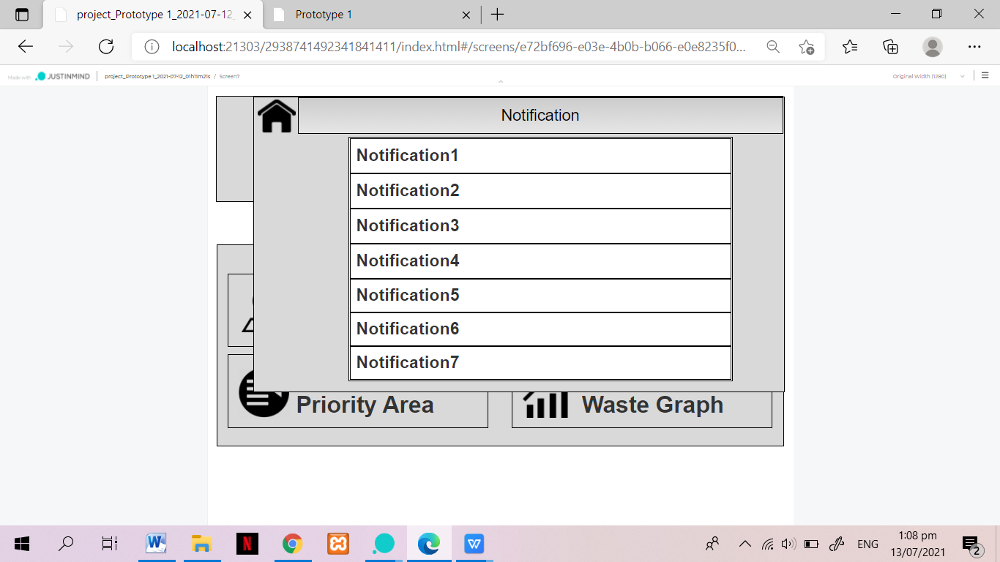 project_Prototype 1_2021-07-12
Prototype 1
localhost:21303/2938741492341841411/index.html#/screens/e72bf696-e03e-4b0b-b066-e0e8235f0...
Made with JUSTINMIND
project_Prototype 1_2021-07-12_01h11m21s / Screen7
Original Width (1280)
Notification
Notification1
Notification2
Notification3
Notification4
Notification5
Notification6
Notification7
Priority Area
Waste Graph
ENG
1:08 pm
13/07/2021
2